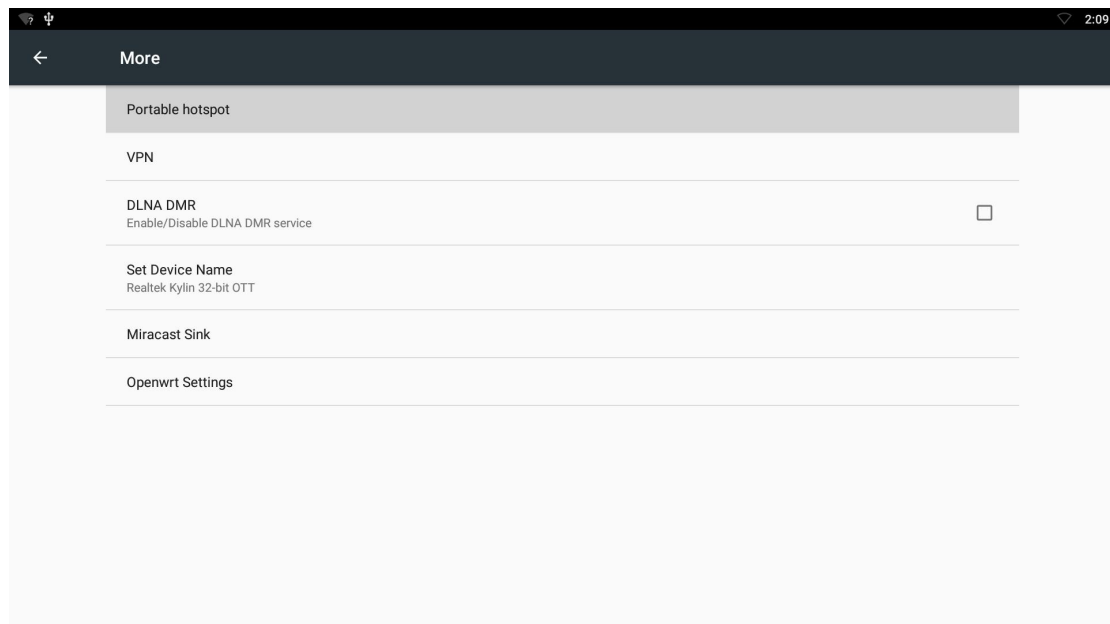 2:09
More
Portable hotspot
VPN
DLNA DMR
Enable/Disable DLNA DMR service
Set Device Name
Realtek Kylin 32-bit OTT
Miracast Sink
Openwrt Settings